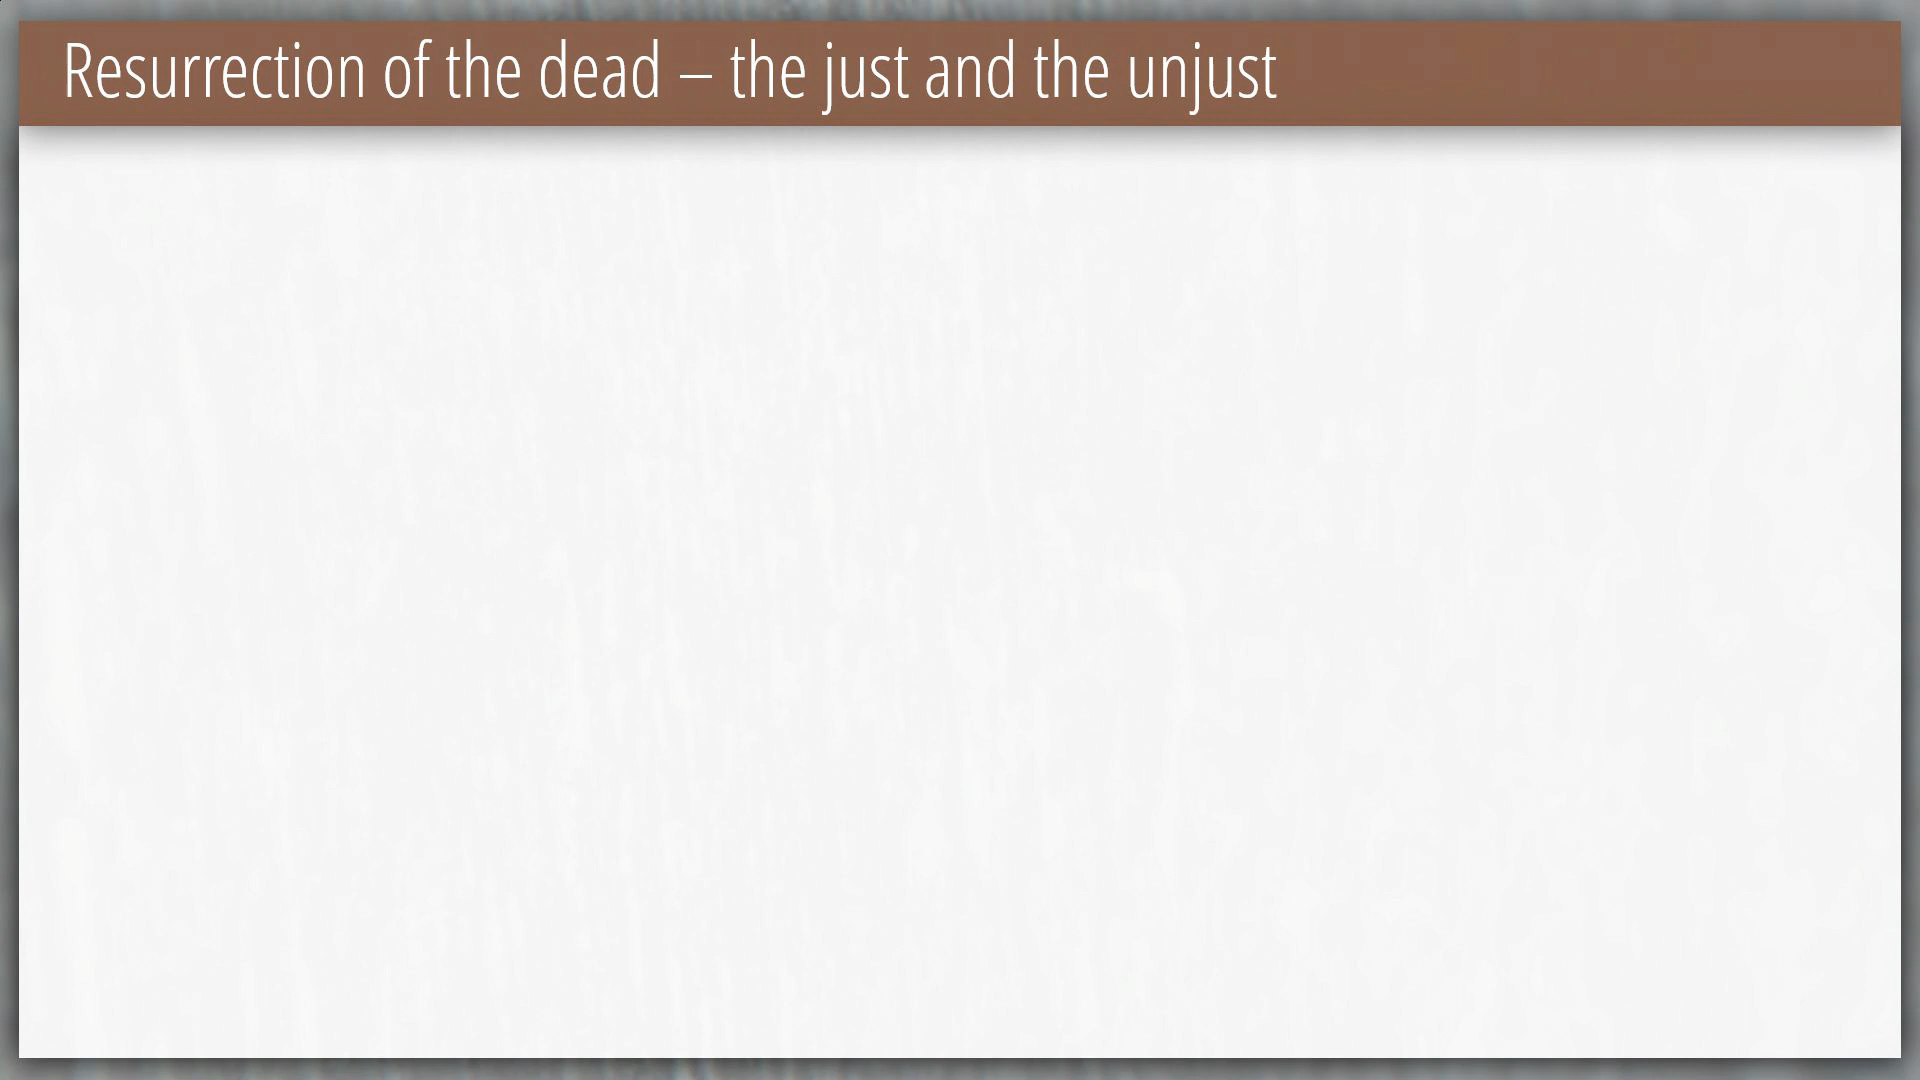 Resurrection of the dead – the just and the unjust